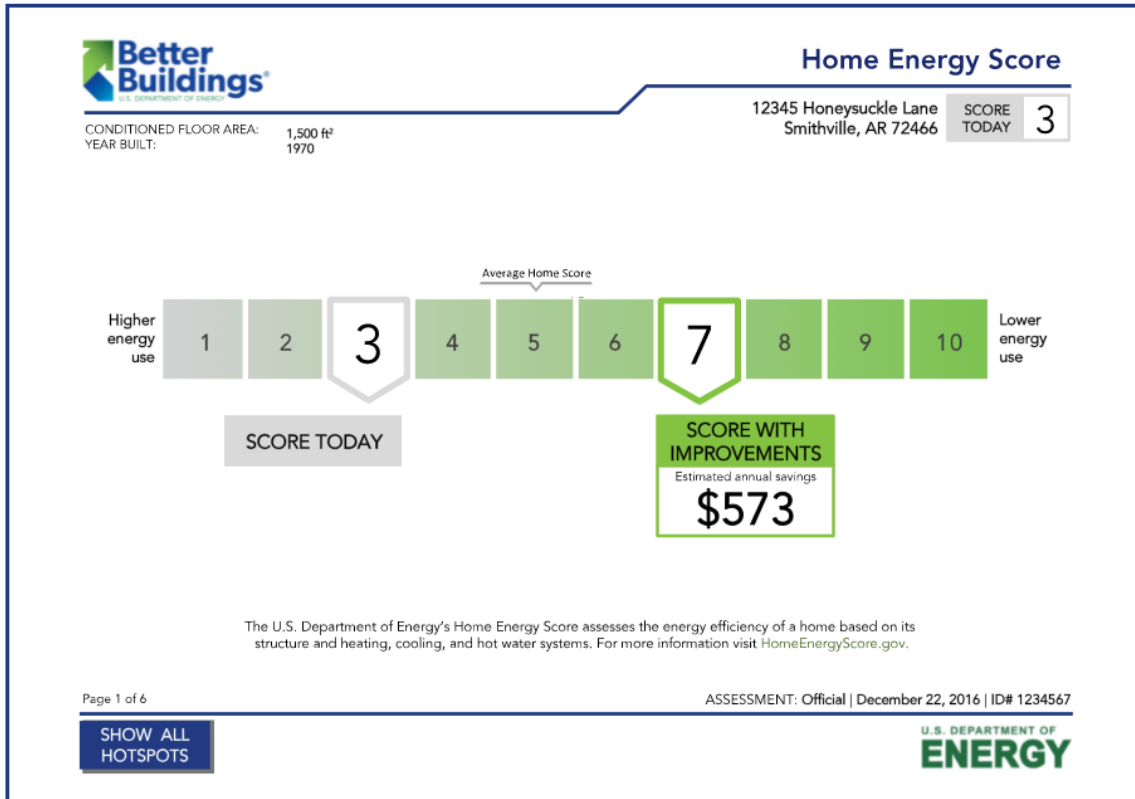 Better
Buildings®
U.S. DEPARTMENT OF ENERGY
Home Energy Score
12345 Honeysuckle Lane
Smithville, AR 72466
SCORE
TODAY
3
CONDITIONED FLOOR AREA: 1,500 ft²
YEAR BUILT: 1970
Average Home Score
Higher
energy
use
1 2 3 4 5 6 7 8 9 10
Lower
energy
use
SCORE TODAY
SCORE WITH
IMPROVEMENTS
Estimated annual savings
$573
The U.S. Department of Energy's Home Energy Score assesses the energy efficiency of a home based on its
structure and heating, cooling, and hot water systems. For more information visit HomeEnergyScore.gov.
Page 1 of 6
ASSESSMENT: Official | December 22, 2016 | ID# 1234567
SHOW ALL
HOTSPOTS
U.S. DEPARTMENT OF
ENERGY